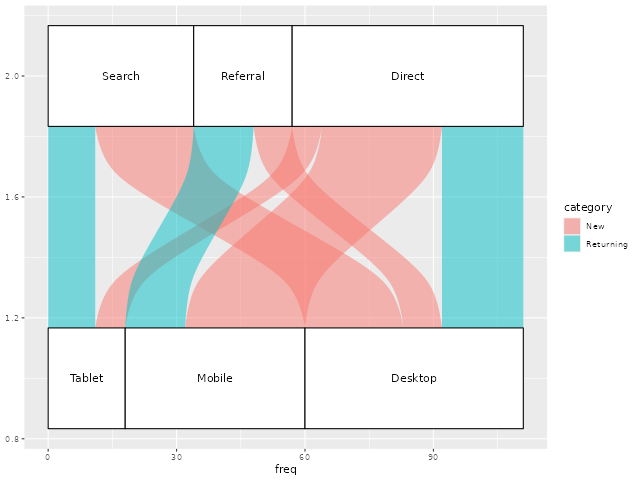 2.0
1.6
1.2
0.8
Search Referral Direct
Tablet Mobile Desktop
0 30 60 90
freq
category
New
Returning